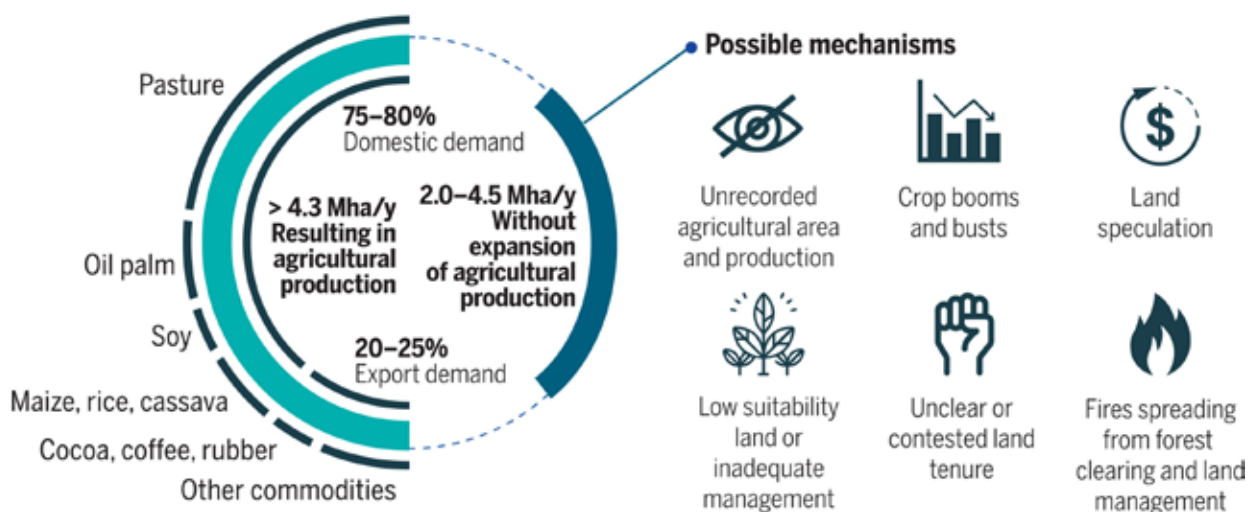 Pasture
Oil palm
Soy
Maize, rice, cassava
Cocoa, coffee, rubber
Other commodities
75–80%
Domestic demand
> 4.3 Mha/y
Resulting in
agricultural
production
2.0–4.5 Mha/y
Without
expansion
of agricultural
production
20–25%
Export demand
Possible mechanisms
Unrecorded
agricultural area
and production
Crop booms
and busts
$
Land
speculation
Low suitability
land or
inadequate
management
Unclear or
contested land
tenure
Fires spreading
from forest
clearing and land
management